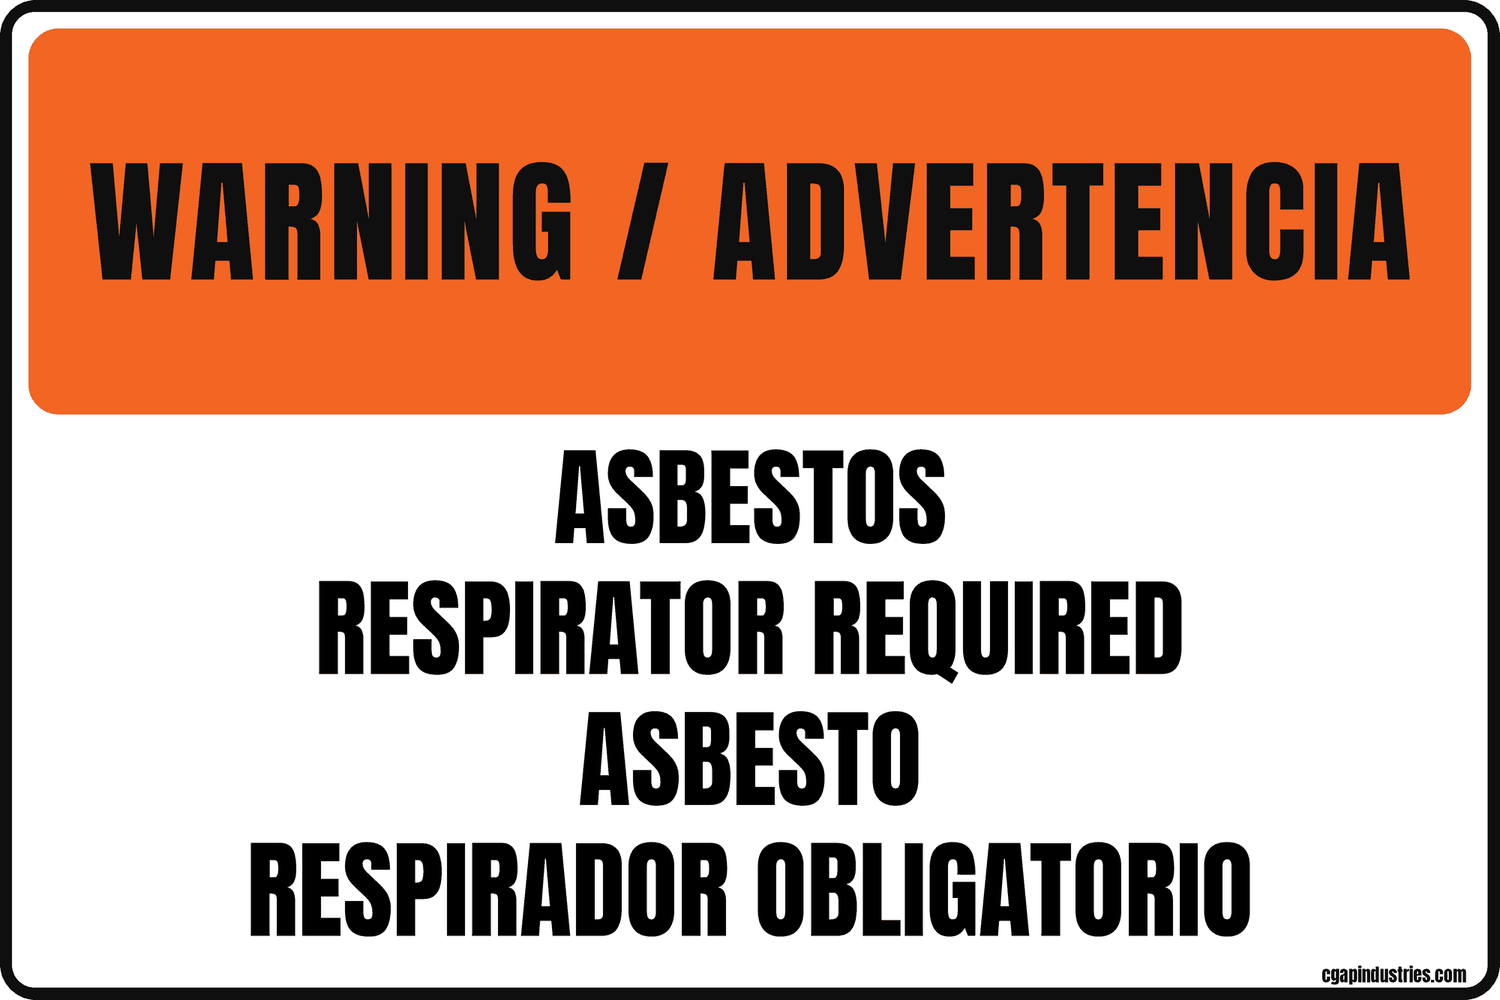 WARNING / ADVERTENCIA
ASBESTOS
RESPIRATOR REQUIRED
ASBESTO
RESPIRADOR OBLIGATORIO
cgapindustries.com